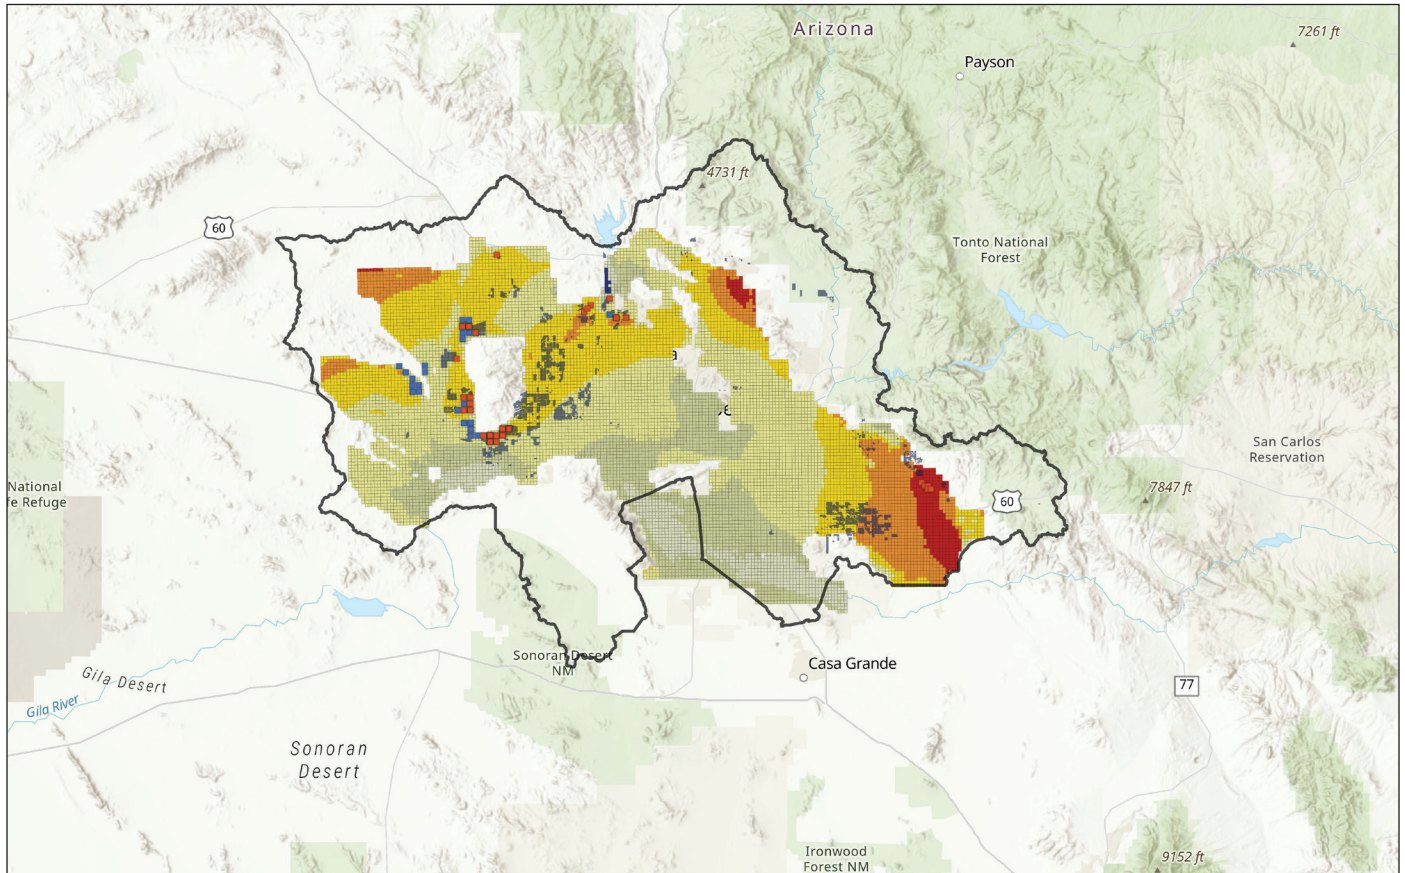 Arizona
7261 ft
Payson
4731 ft
60
Tonto National
Forest
a
San Carlos
Reservation
National
fe Refuge
7847 ft
60
Sonoran Desert
NM
Casa Grande
Gila Desert
77
Gila River
Sonoran
Desert
Ironwood
Forest NM
9152 ft